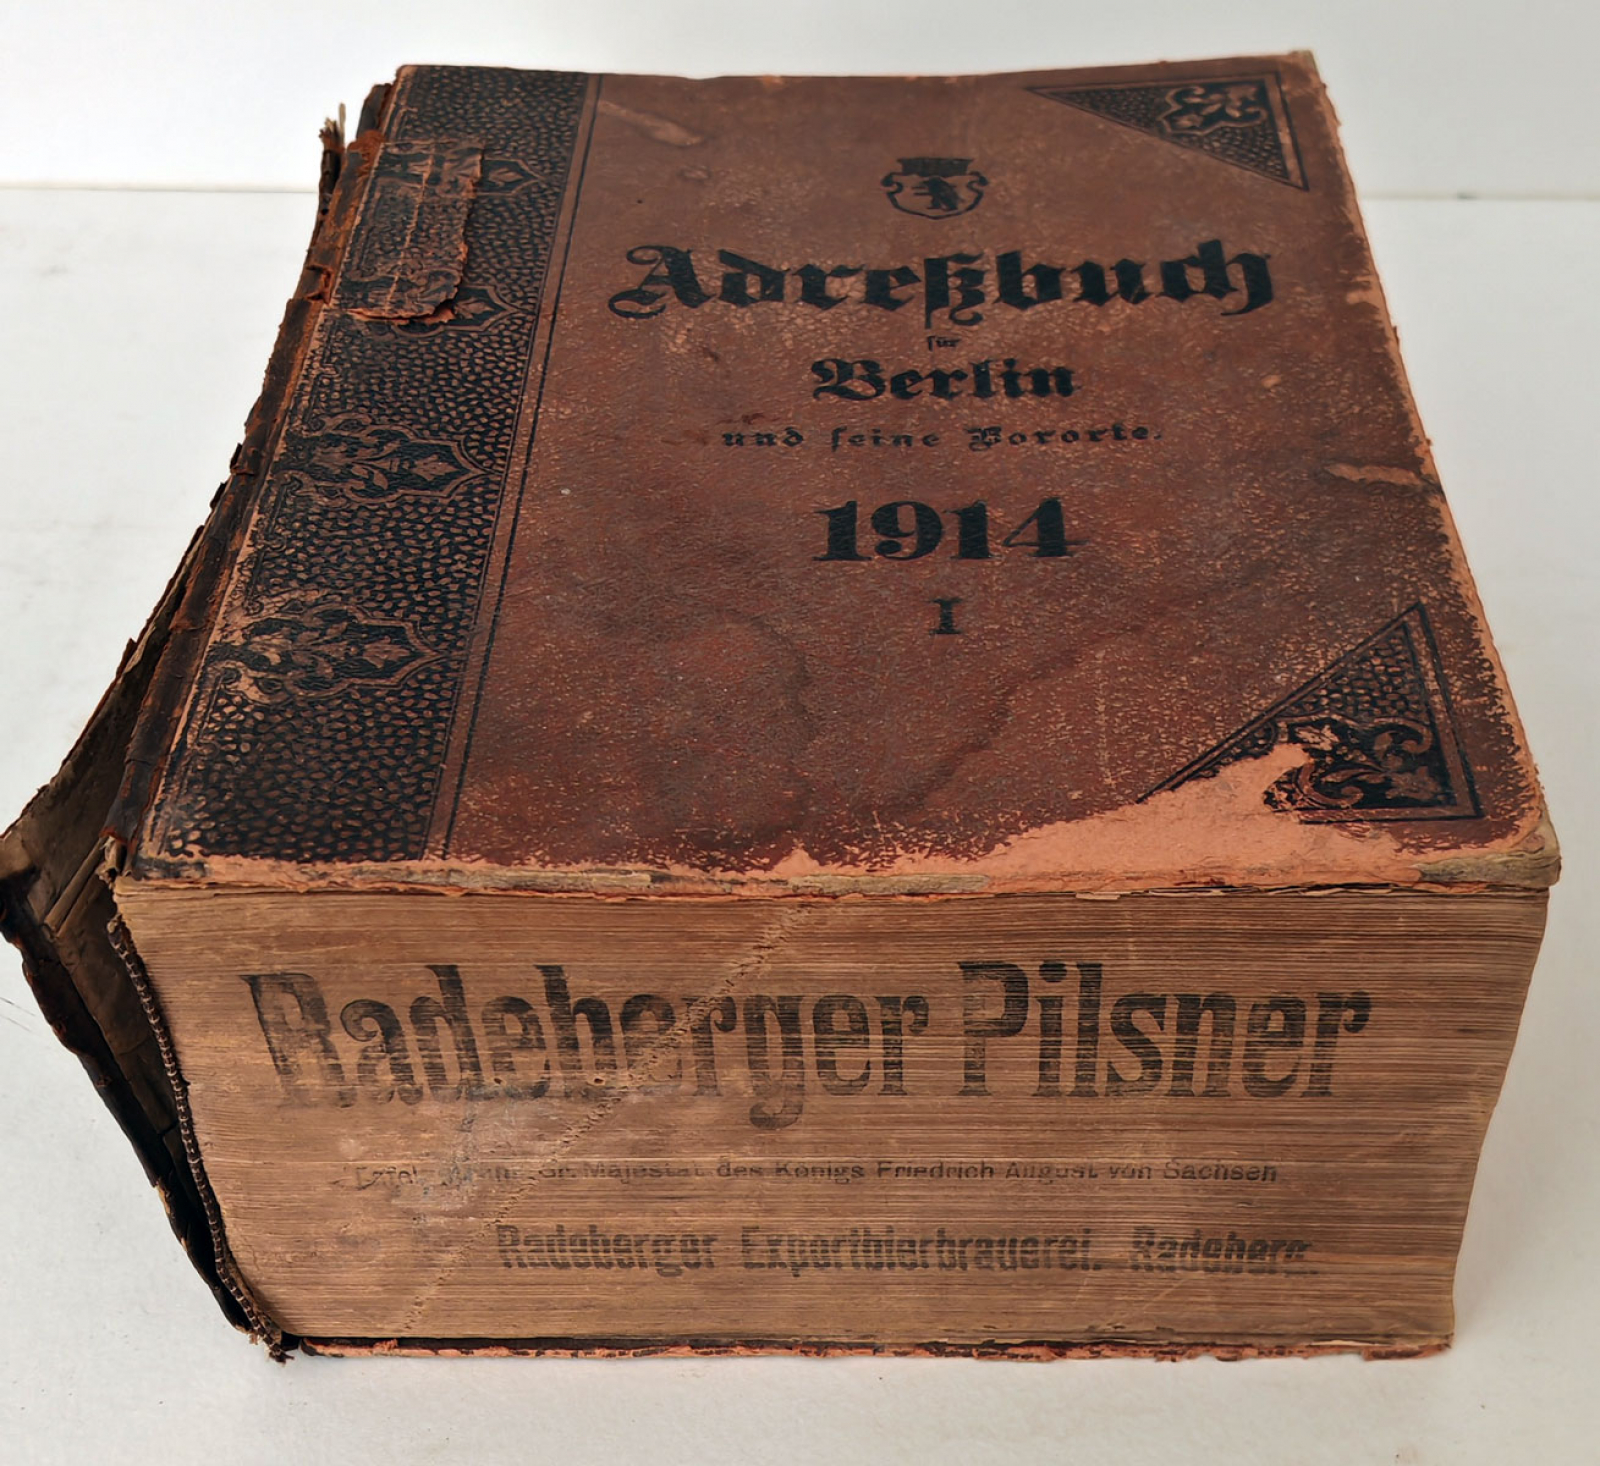 Adreßbuch
für
Berlin
und seine Vororte.
1914
I
Radeberger Pilsner
Sr. Majestät des Königs Friedrich August von Sachsen
Radeberger Exportbierbrauerei. Radeberg.